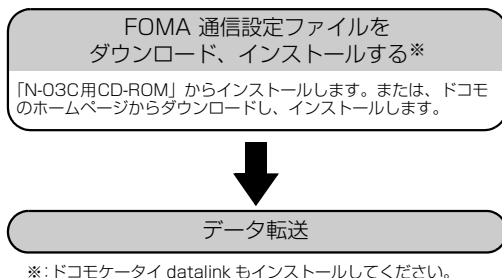 FOMA 通信設定ファイルを
ダウンロード、インストールする※
「N-03C用CD-ROM」からインストールします。または、ドコモ
のホームページからダウンロードし、インストールします。
データ転送
※：ドコモケータイ datalink もインストールしてください。